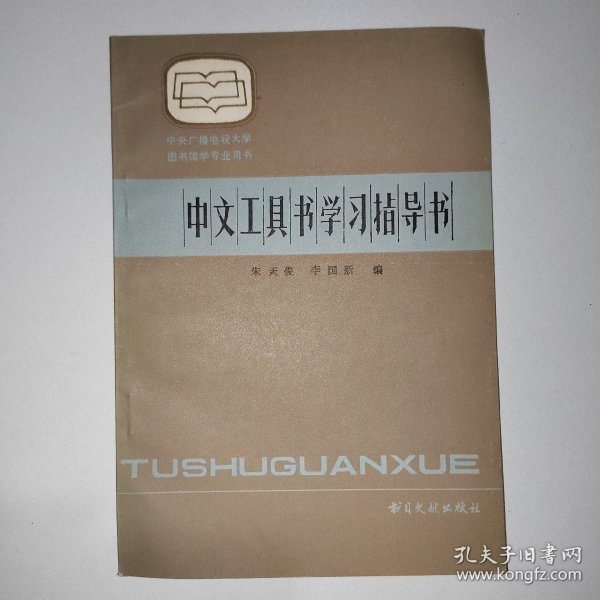 中央广播电视大学
图书馆学专业用书
中文工具书学习指导书
朱天俊 李国新 编
TUSHUGUANXUE
书目文献出版社
孔夫子旧书网
www.kongfz.com